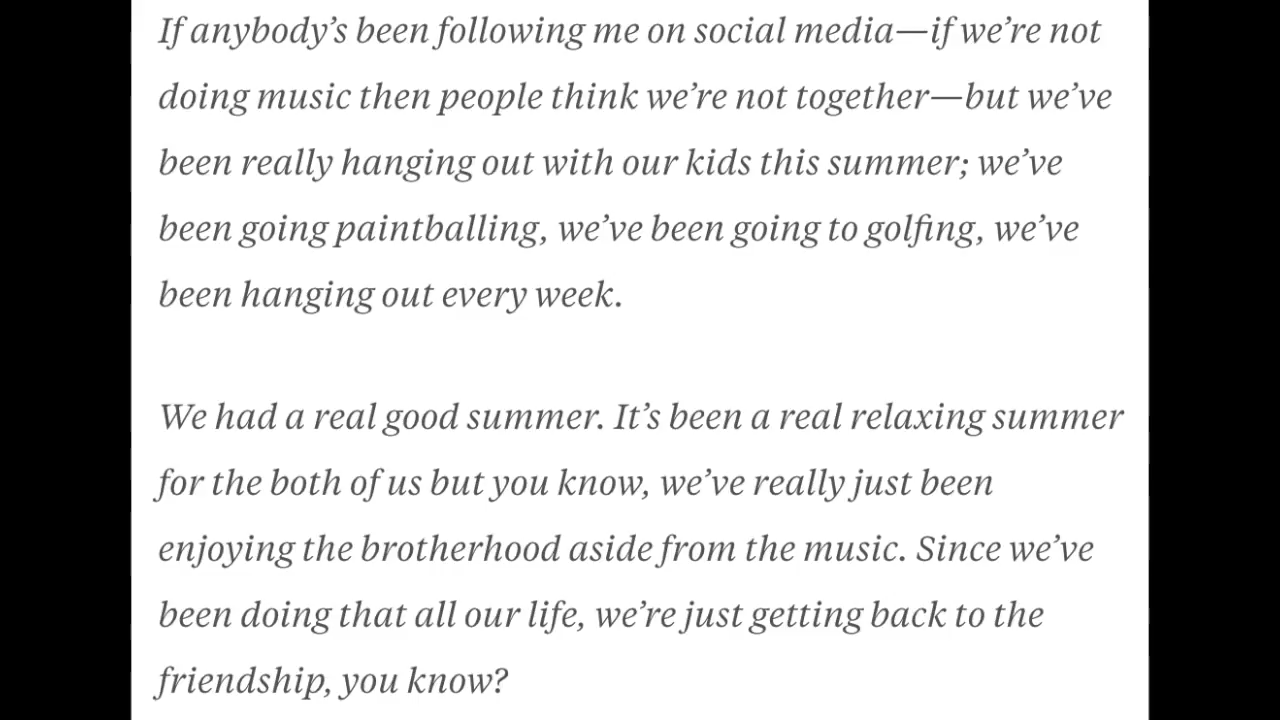 If anybody’s been following me on social media—if we’re not
doing music then people think we’re not together—but we’ve
been really hanging out with our kids this summer; we’ve
been going paintballing, we’ve been going to golfing, we’ve
been hanging out every week.
We had a real good summer. It’s been a real relaxing summer
for the both of us but you know, we’ve really just been
enjoying the brotherhood aside from the music. Since we’ve
been doing that all our life, we’re just getting back to the
friendship, you know?